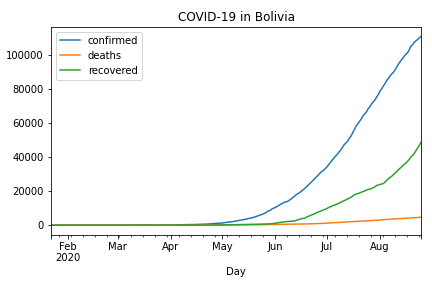 COVID-19 in Bolivia
confirmed
deaths
recovered
100000
80000
60000
40000
20000
0
Feb Mar Apr May Jun Jul Aug
2020
Day